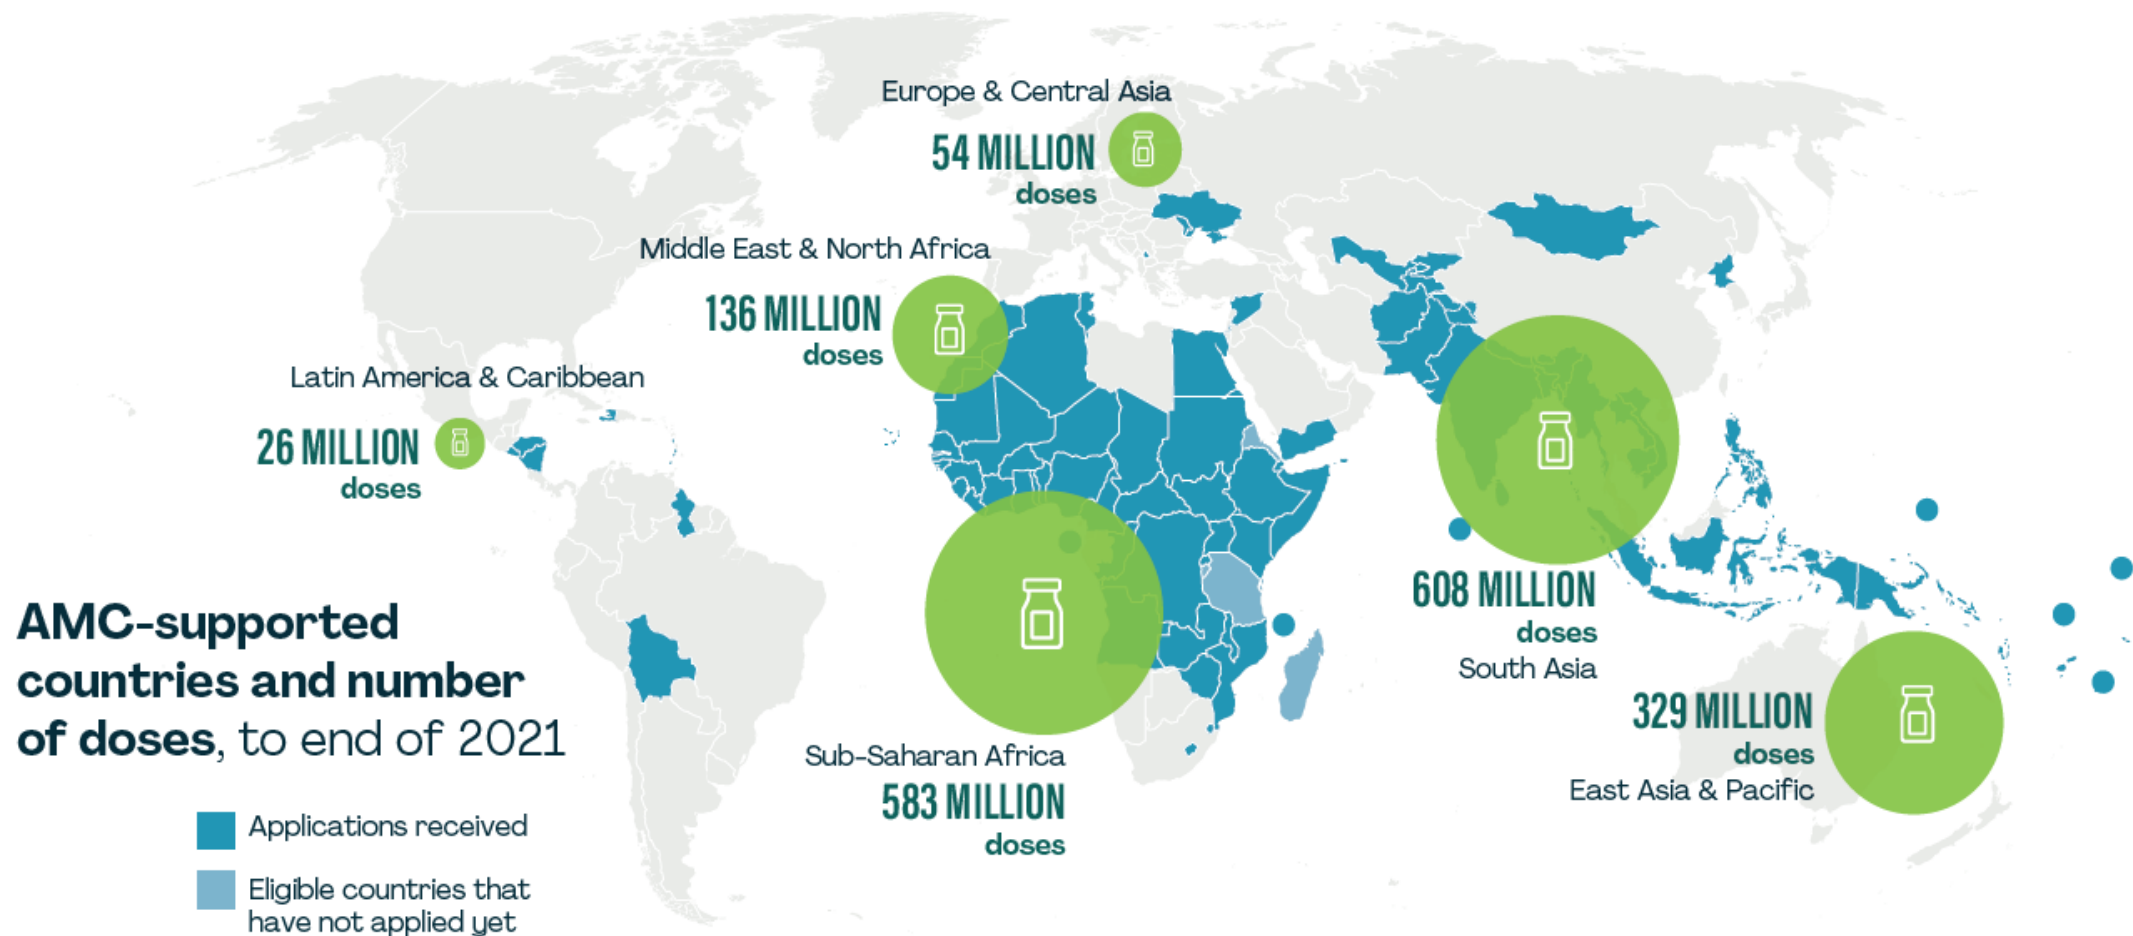 Europe & Central Asia
54 MILLION
doses
Middle East & North Africa
136 MILLION
doses
Latin America & Caribbean
26 MILLION
doses
608 MILLION
doses
South Asia
329 MILLION
doses
East Asia & Pacific
Sub-Saharan Africa
583 MILLION
doses
AMC-supported
countries and number
of doses, to end of 2021
Applications received
Eligible countries that
have not applied yet